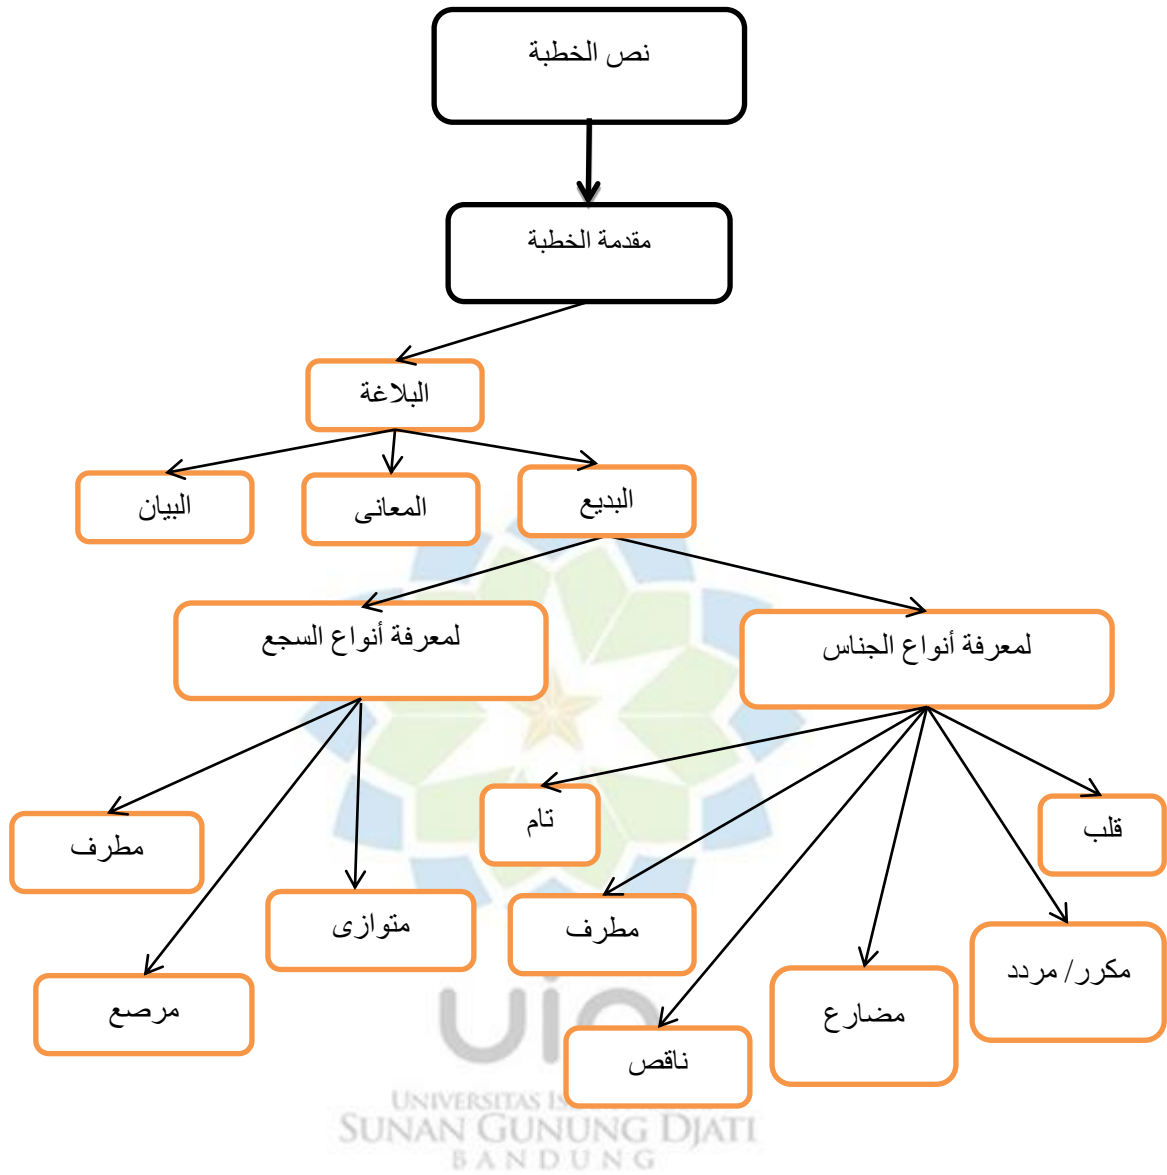 نص الخطبة
مقدمة الخطبة
البلاغة
البديع
المعانى
البيان
لمعرفة أنواع الجناس
لمعرفة أنواع السجع
قلب
تام
مطرف
متوازى
مطرف
مكرر/ مردد
مضارع
مرصع
ناقص
uin
UNIVERSITAS
SUNAN GUNUNG DJATI
BANDUNG